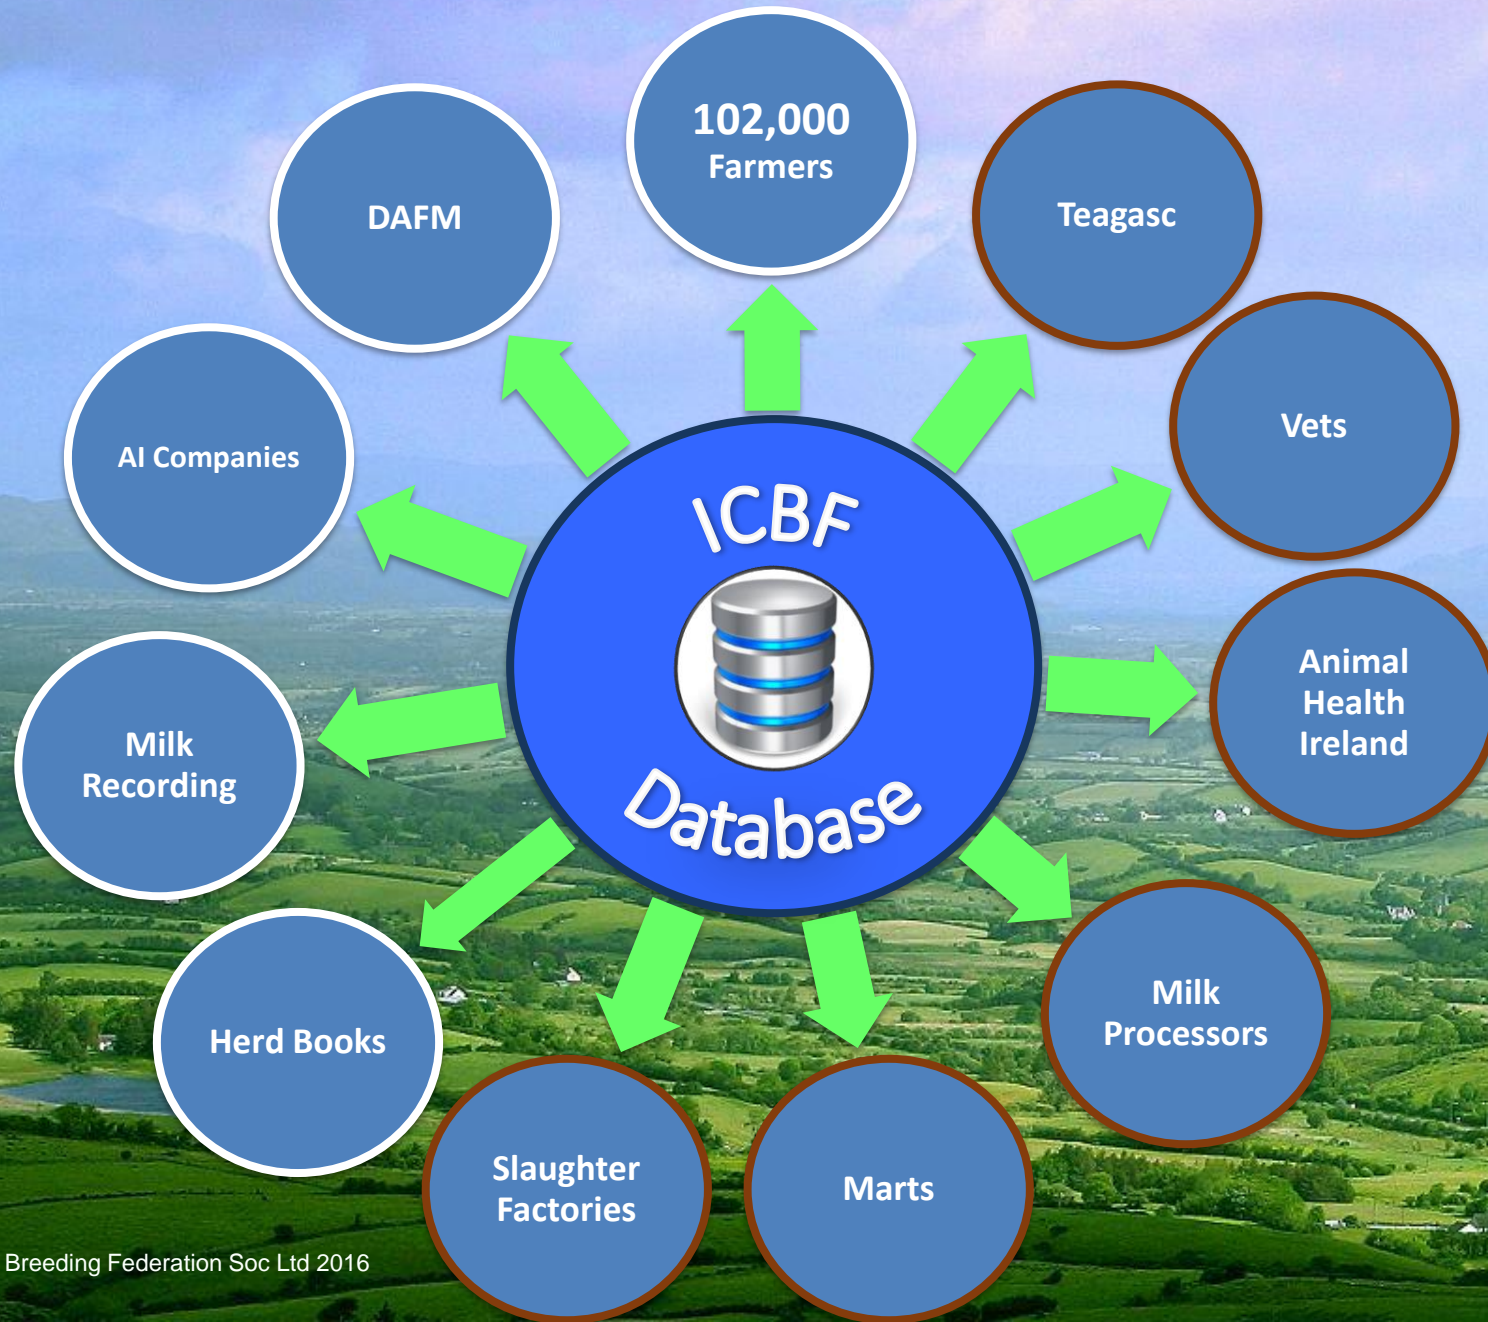 102,000
Farmers
DAFM
Teagasc
AI Companies
Vets
ICBF
Database
Milk
Recording
Animal
Health
Ireland
Herd Books
Milk
Processors
Slaughter
Factories
Marts
Breeding Federation Soc Ltd 2016